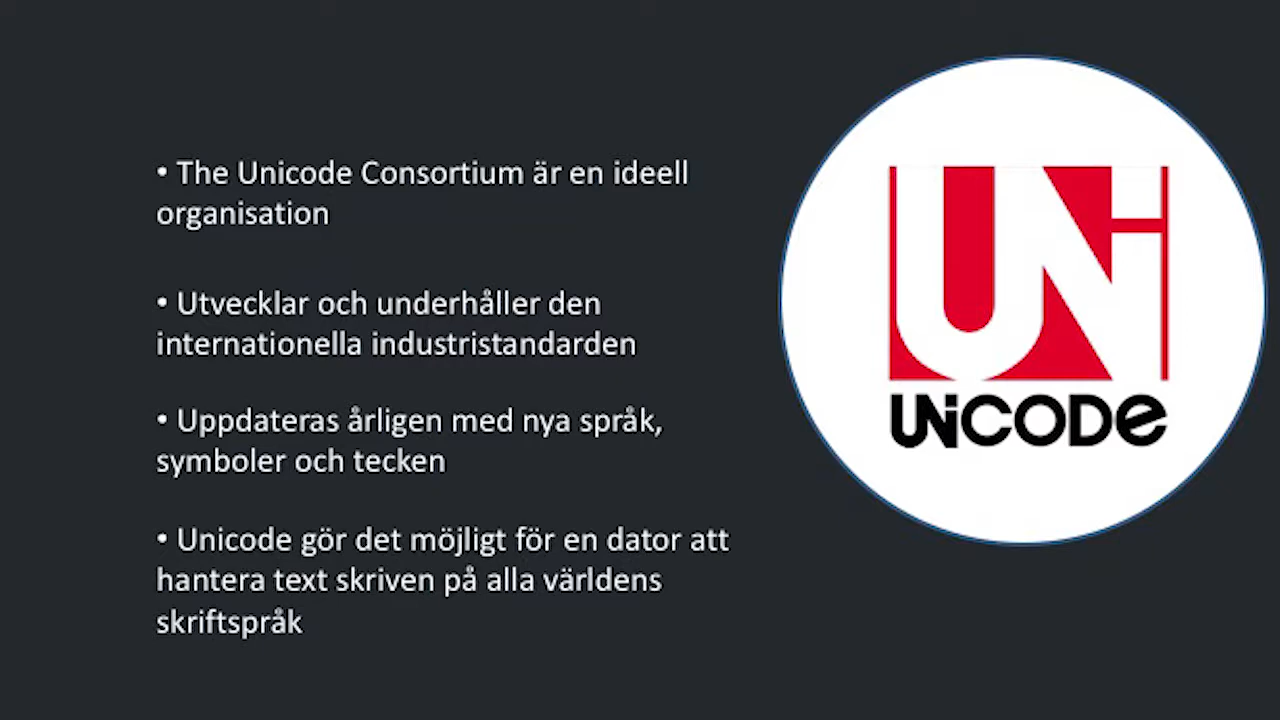 • The Unicode Consortium är en ideell
organisation
• Utvecklar och underhåller den
internationella industristandarden
• Uppdateras årligen med nya språk,
symboler och tecken
• Unicode gör det möjligt för en dator att
hantera text skriven på alla världens
skriftspråk
UNi
UNiCODe